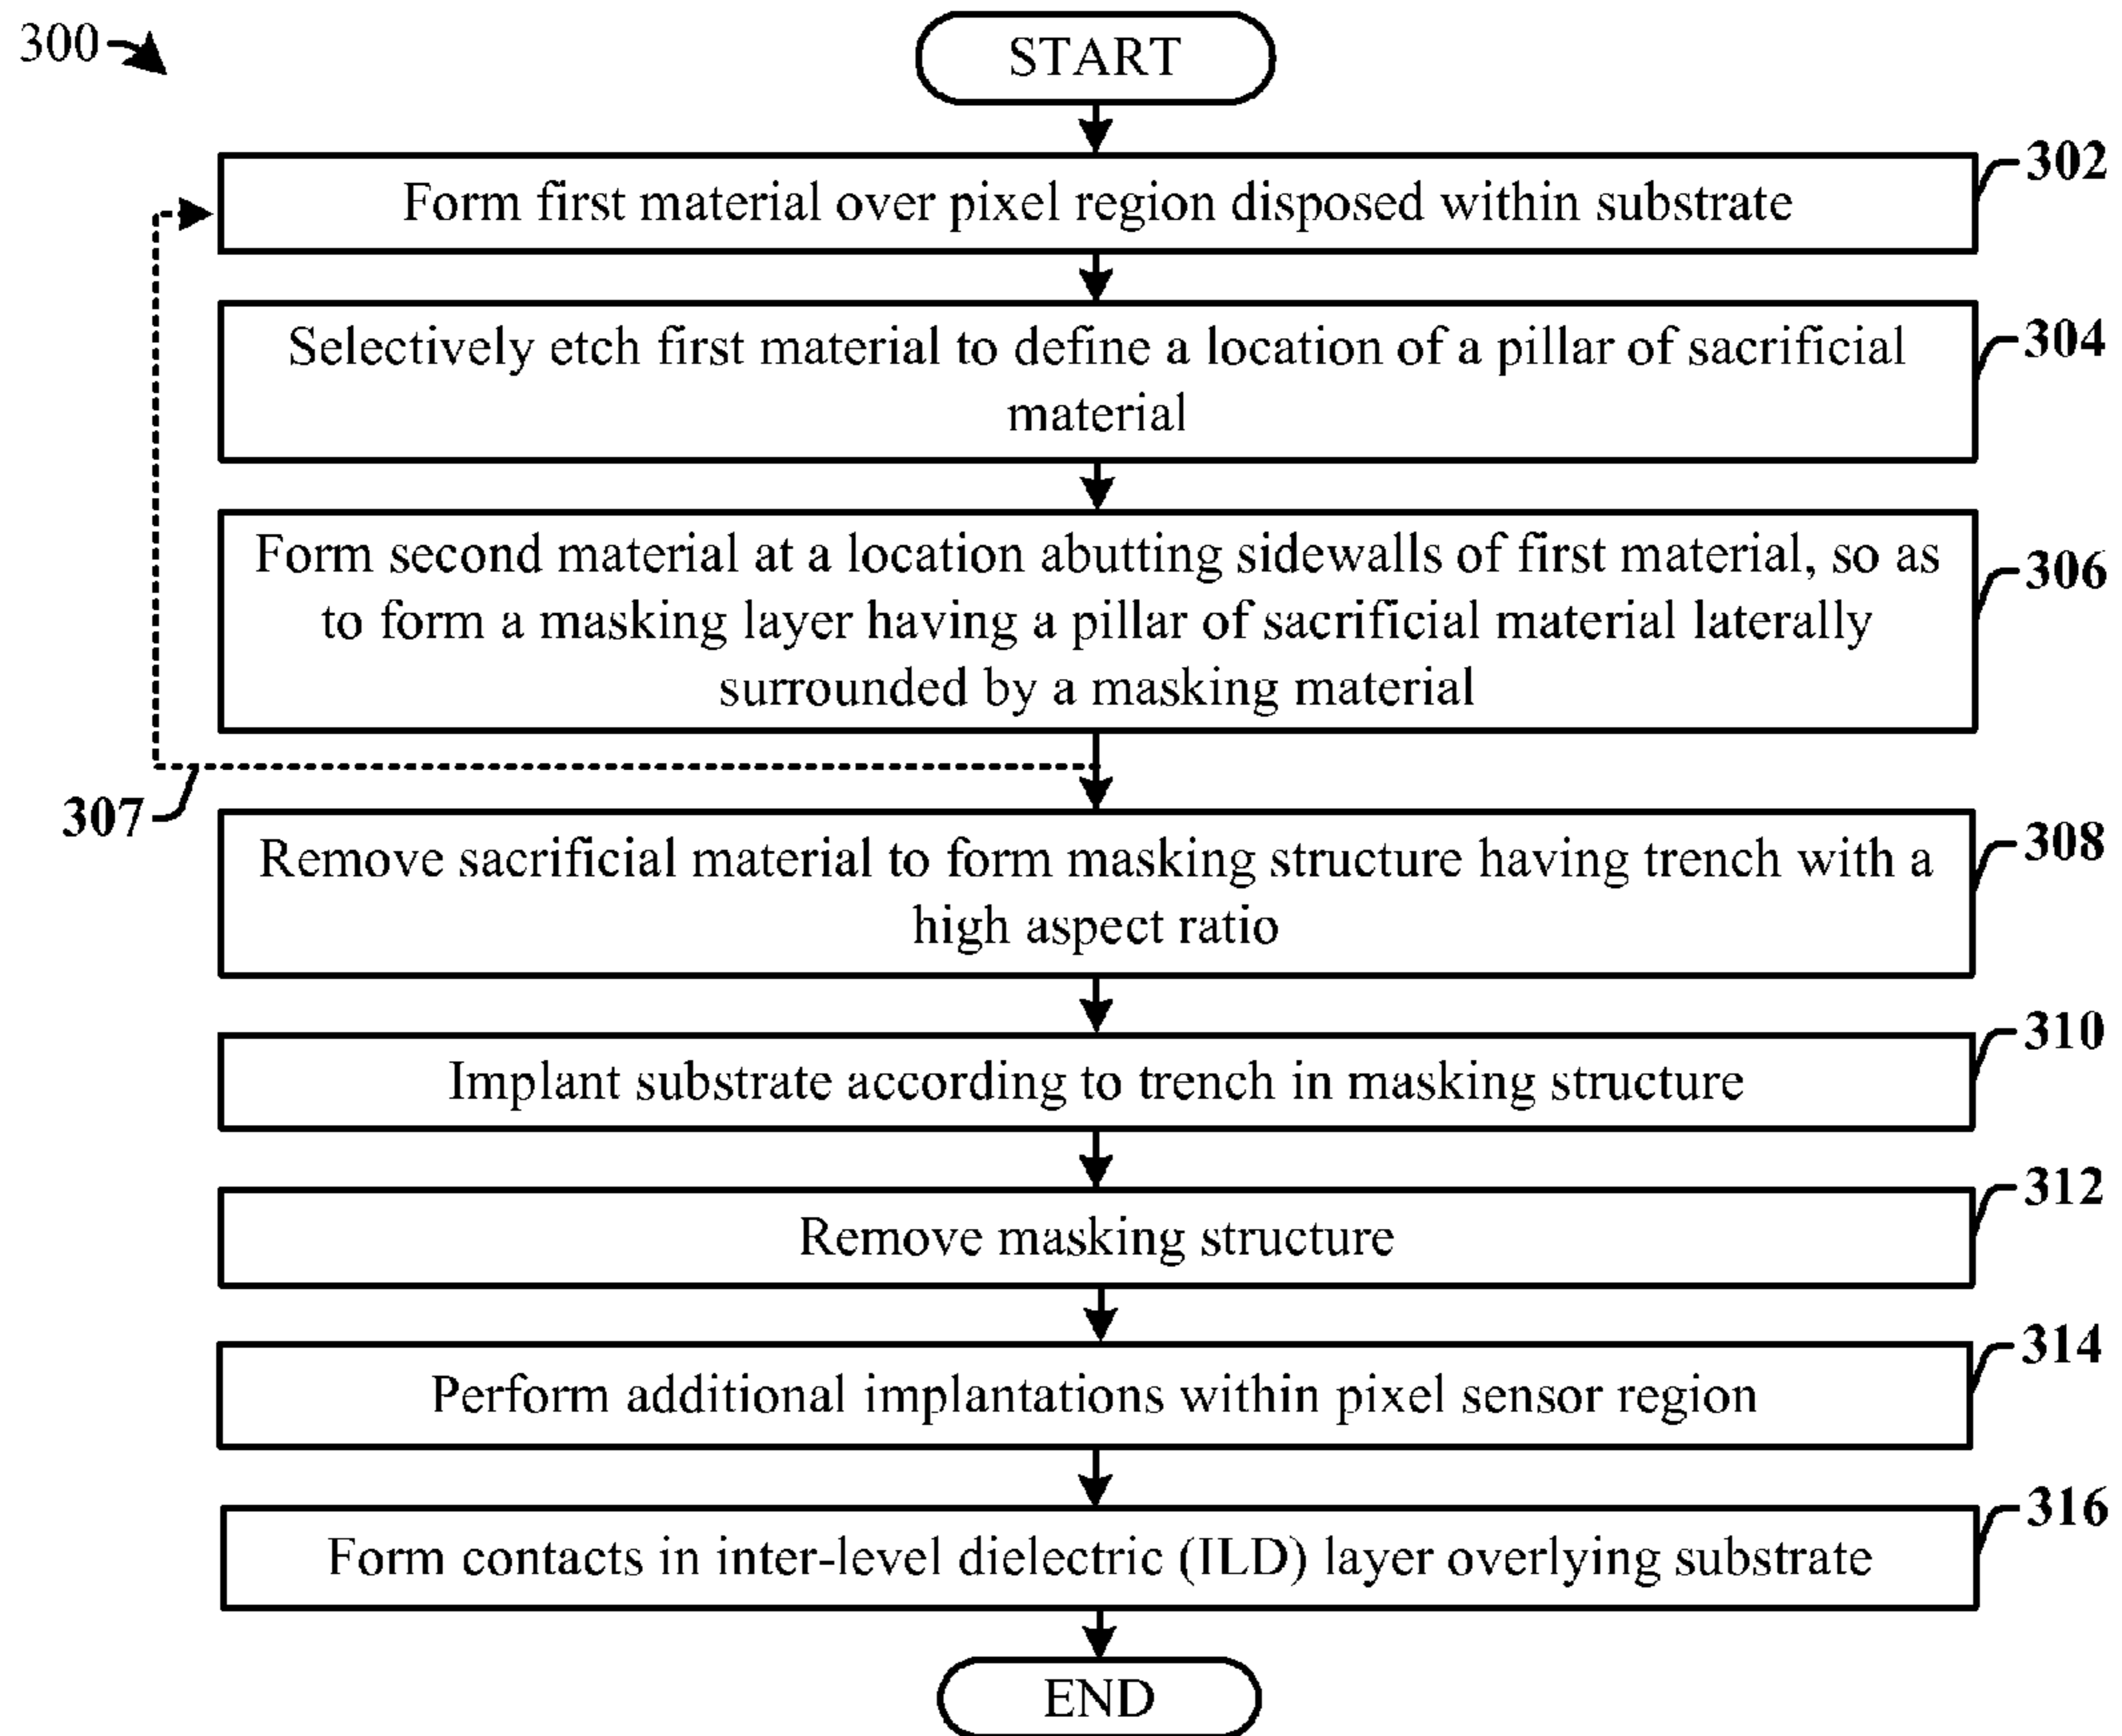 300
START
302
Form first material over pixel region disposed within substrate
304
Selectively etch first material to define a location of a pillar of sacrificial
material
306
Form second material at a location abutting sidewalls of first material, so as
to form a masking layer having a pillar of sacrificial material laterally
surrounded by a masking material
307
308
Remove sacrificial material to form masking structure having trench with a
high aspect ratio
310
Implant substrate according to trench in masking structure
312
Remove masking structure
314
Perform additional implantations within pixel sensor region
316
Form contacts in inter-level dielectric (ILD) layer overlying substrate
END